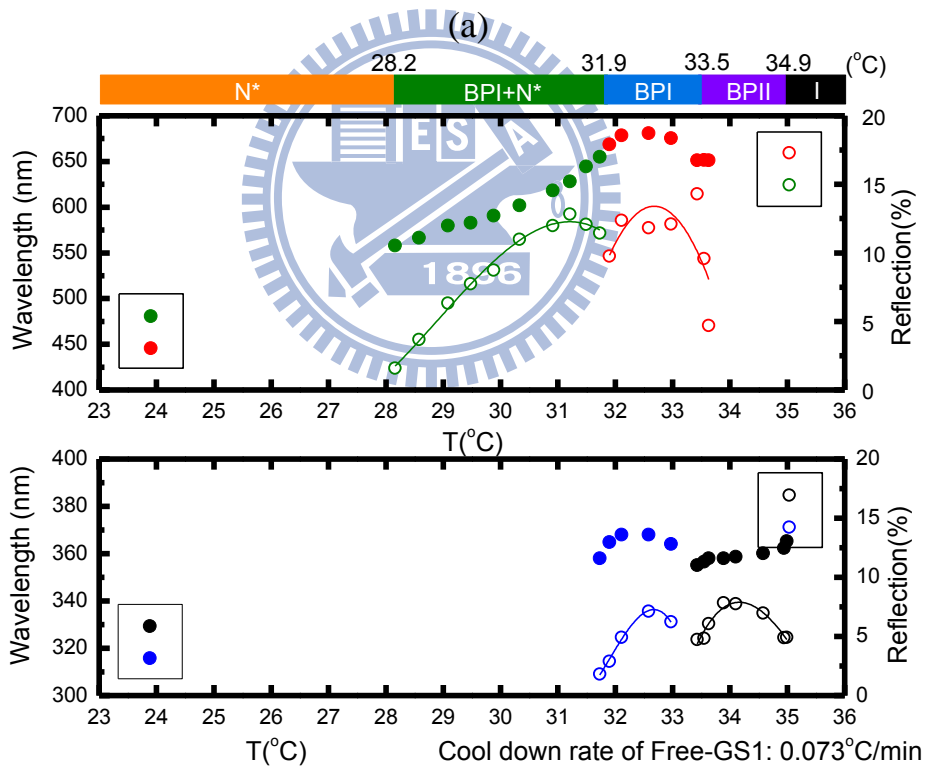 (a)
28.2 31.9 33.5 34.9 (°C)
N* BPI+N* BPI BPII I
700
650
600
550
500
450
400
Wavelength (nm)
20
15
10
5
0
Reflection(%)
ESA
1896
23 24 25 26 27 28 29 30 31 32 33 34 35 36
T(°C)
400
380
360
340
320
300
Wavelength (nm)
20
15
10
5
0
Reflection(%)
23 24 25 26 27 28 29 30 31 32 33 34 35 36
T(°C) Cool down rate of Free-GS1: 0.073°C/min